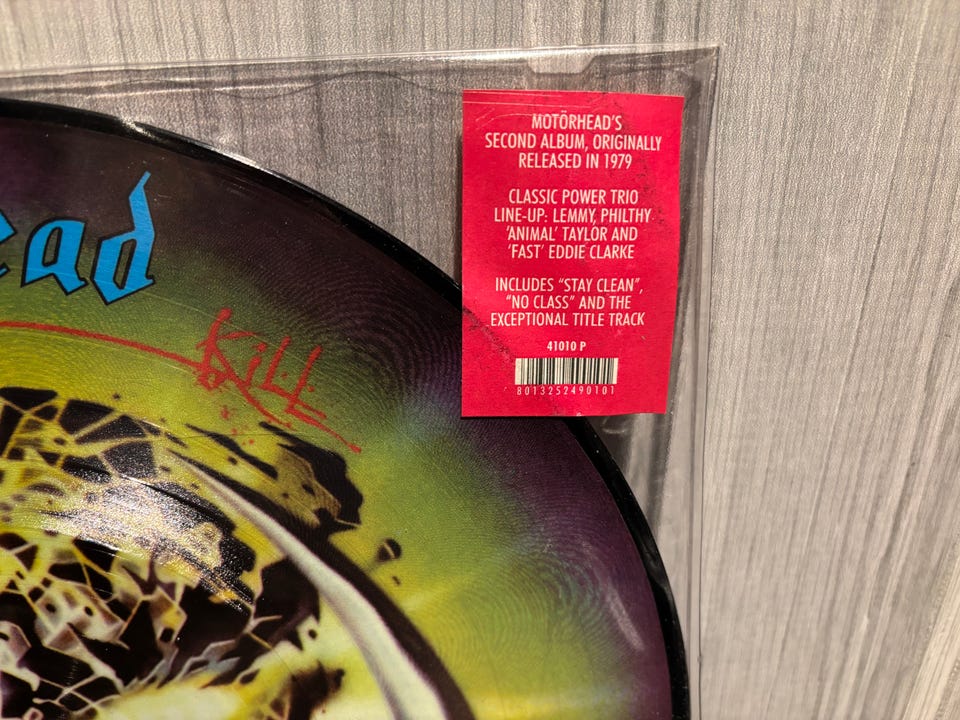 ead
Kill
MOTÖRHEAD'S
SECOND ALBUM, ORIGINALLY
RELEASED IN 1979
CLASSIC POWER TRIO
LINE-UP: LEMMY, PHILTHY
'ANIMAL' TAYLOR AND
'FAST' EDDIE CLARKE
INCLUDES "STAY CLEAN",
"NO CLASS" AND THE
EXCEPTIONAL TITLE TRACK
41010 P
8013252490101